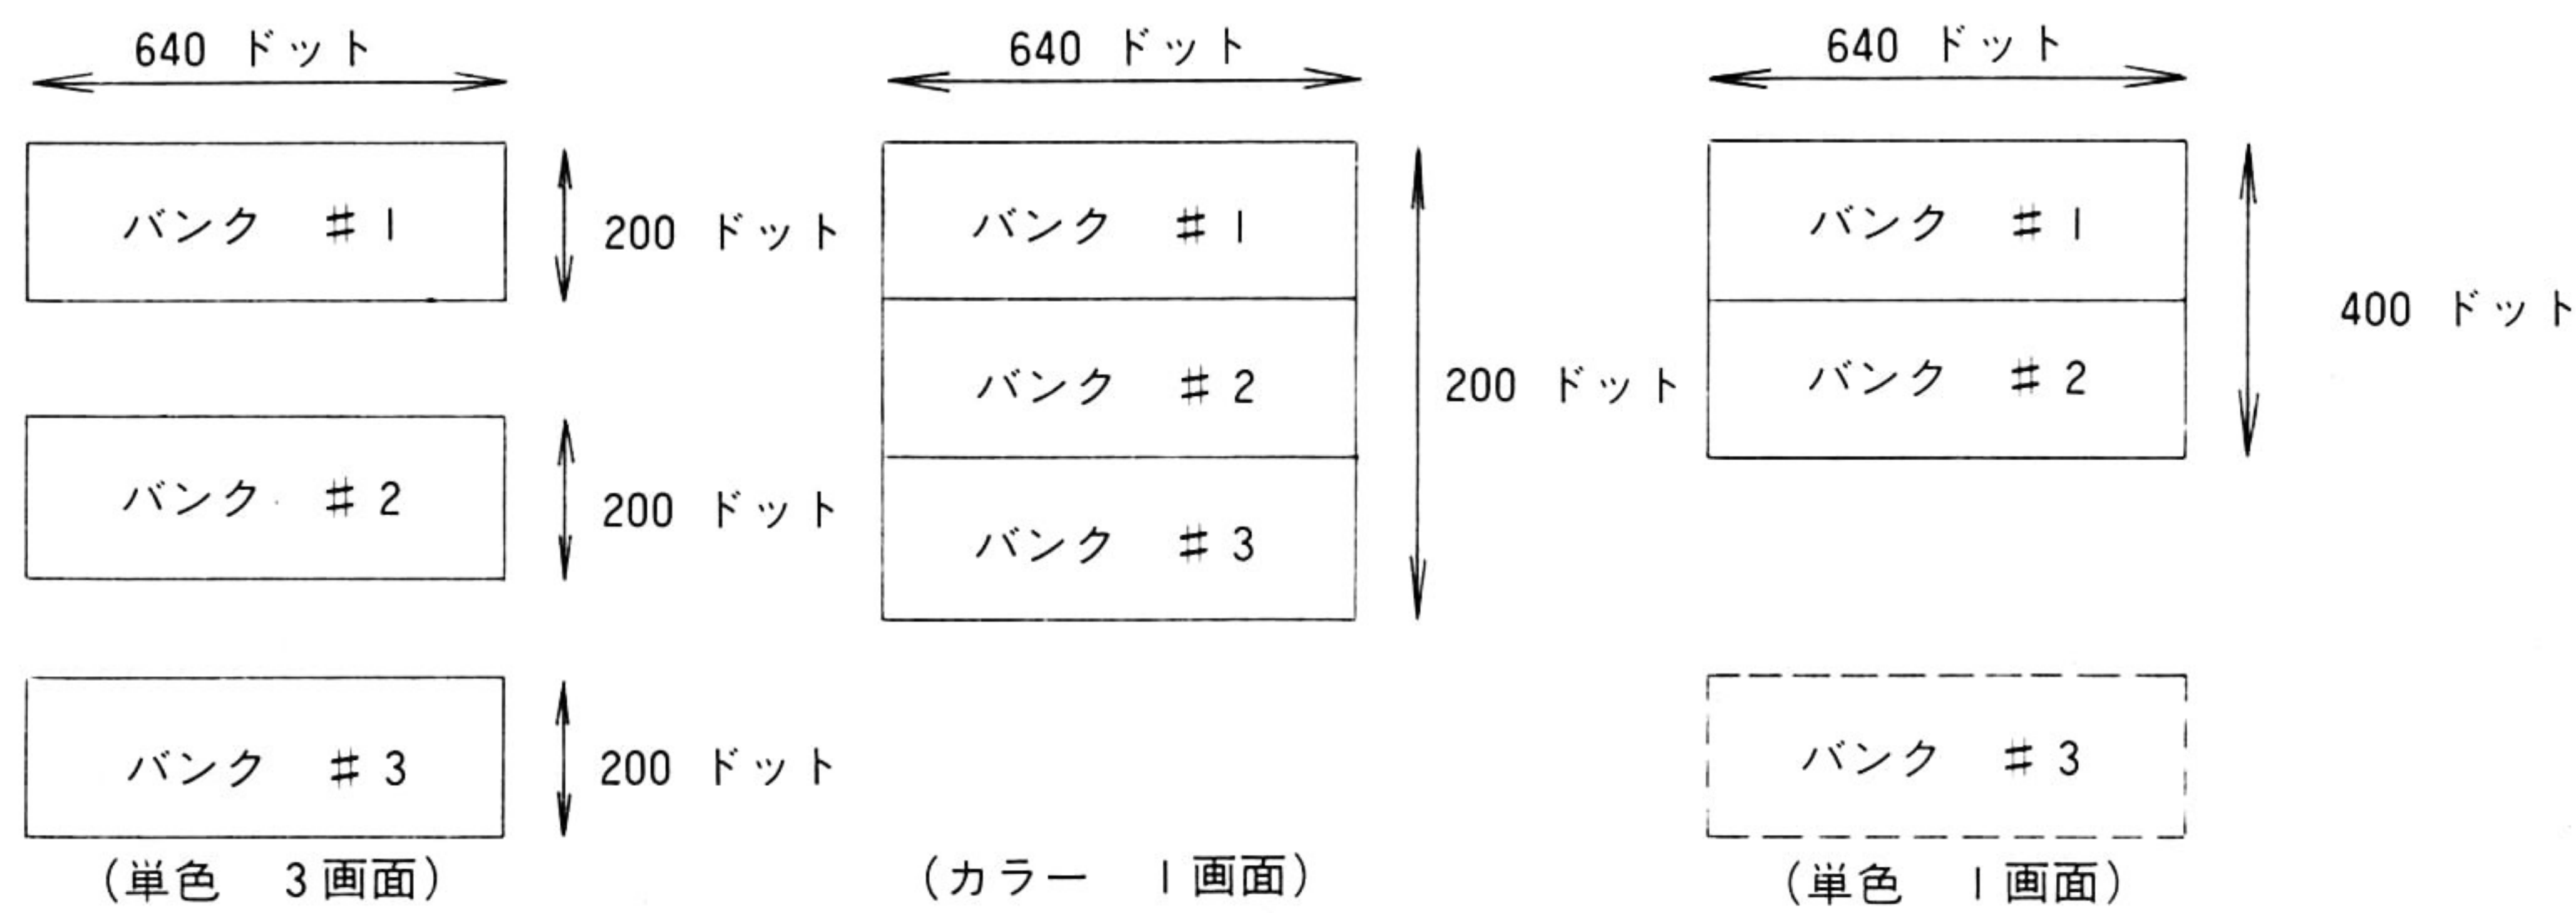 640 ドット
バンク #1
200 ドット
バンク #2
200 ドット
バンク #3
200 ドット
(単色 3画面)
640 ドット
バンク #1
バンク #2
バンク #3
200 ドット
(カラー 1画面)
640 ドット
バンク #1
バンク #2
400 ドット
バンク #3
(単色 1画面)